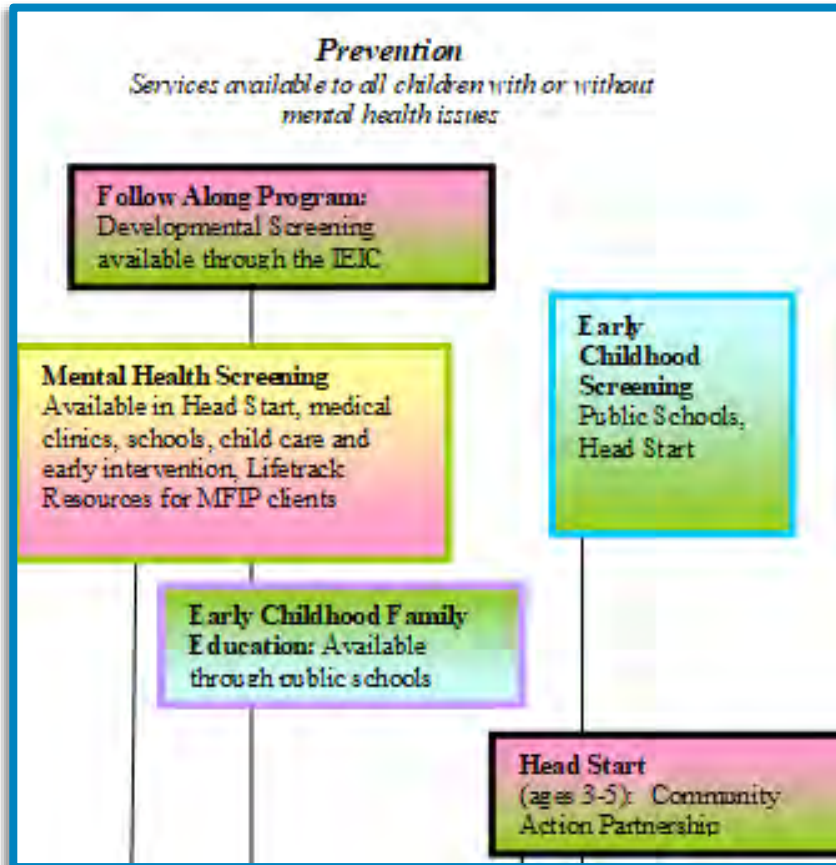 Prevention
Services available to all children with or without
mental health issues
Follow Along Program:
Developmental Screening
available through the IEIC
Mental Health Screening
Available in Head Start, medical
clinics, schools, child care and
early intervention, Lifetrack
Resources for MFIP clients
Early
Childhood
Screening
Public Schools,
Head Start
Early Childhood Family
Education: Available
through public schools
Head Start
(ages 3-5): Community
Action Partnership